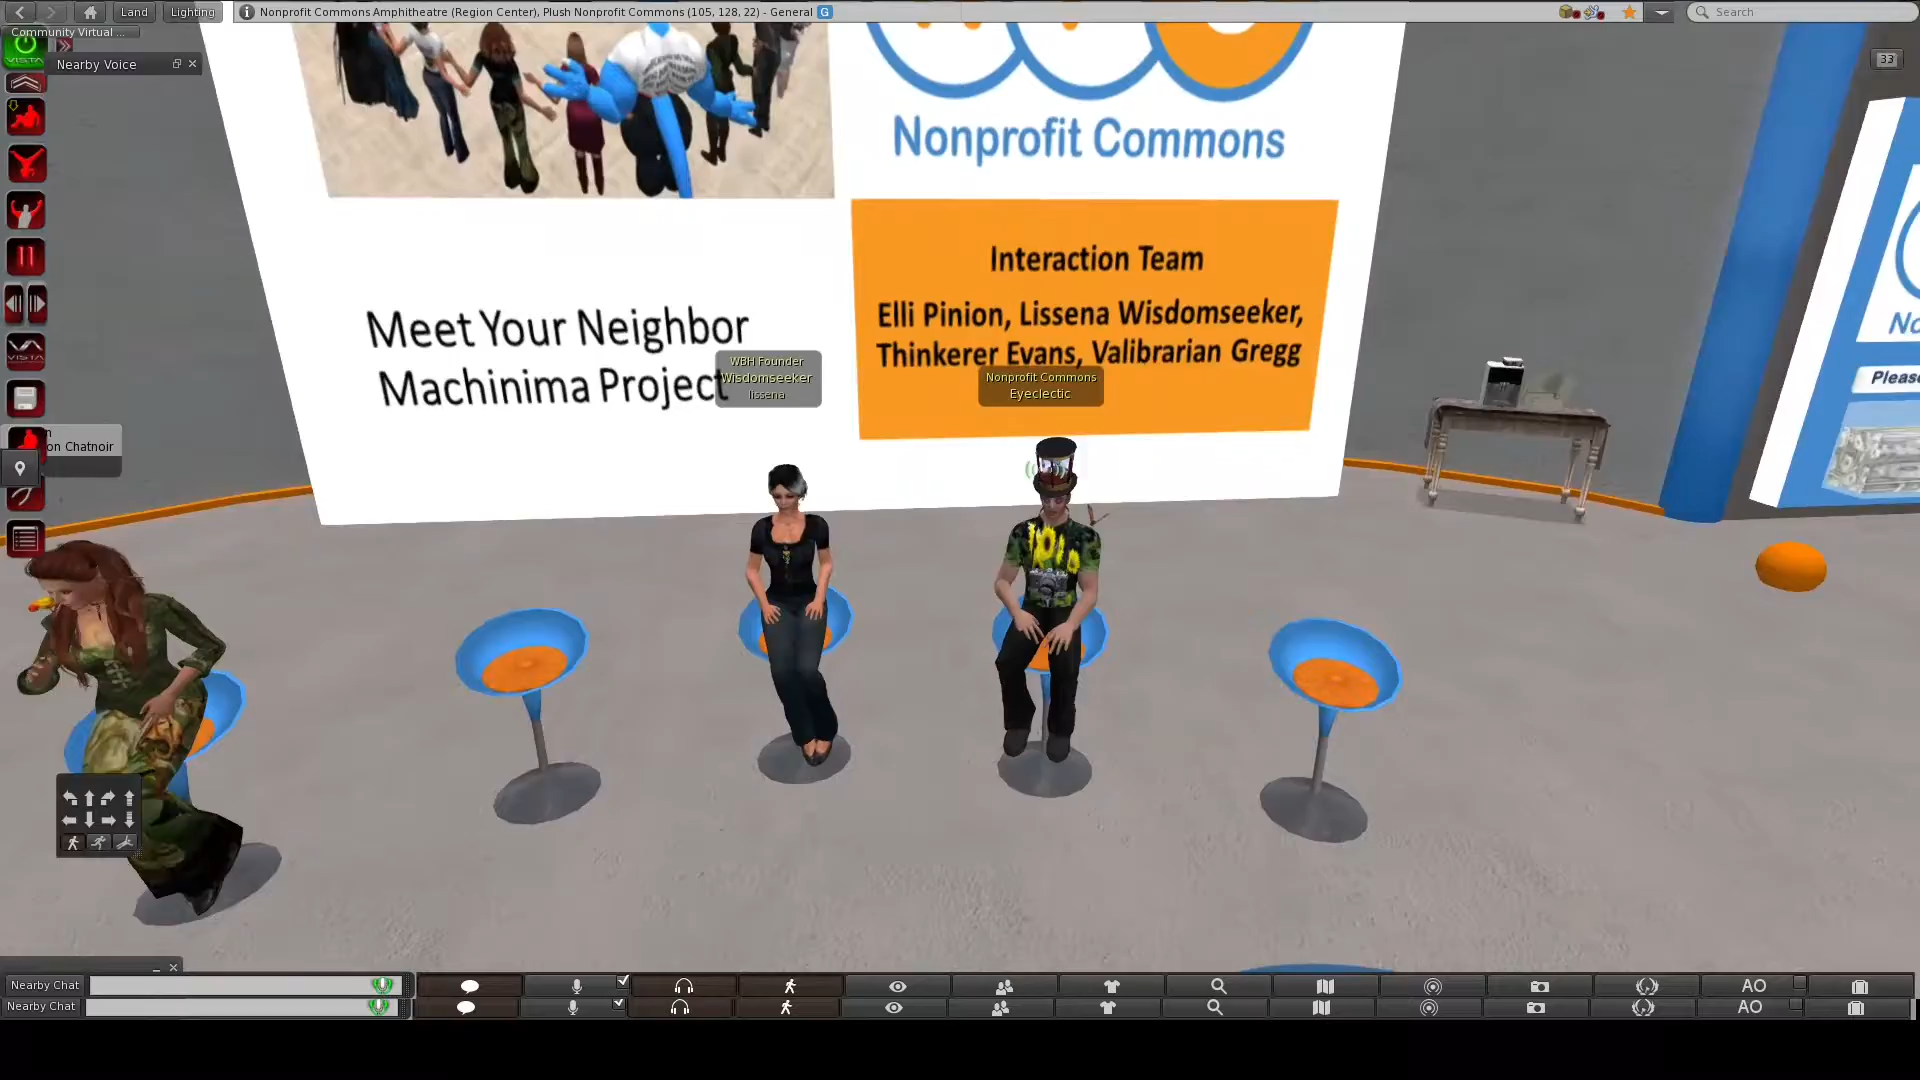 Land
Lighting
Nonprofit Commons Amphitheatre (Region Center), Plush Nonprofit Commons (105, 128, 22) - General G
Search
Community Virtual ...
VISTA
Nearby Voice
33
Nonprofit Commons
Interaction Team
Elli Pinion, Lissena Wisdomseeker,
Thinkerer Evans, Valibrarian Gregg
Meet Your Neighbor
Machinima Project
WBH Founder
Wisdomseeker
lissena
Nonprofit Commons
Eyeclectic
Please
VISTA
on Chatnoir
Nearby Chat
AO
Nearby Chat
AO